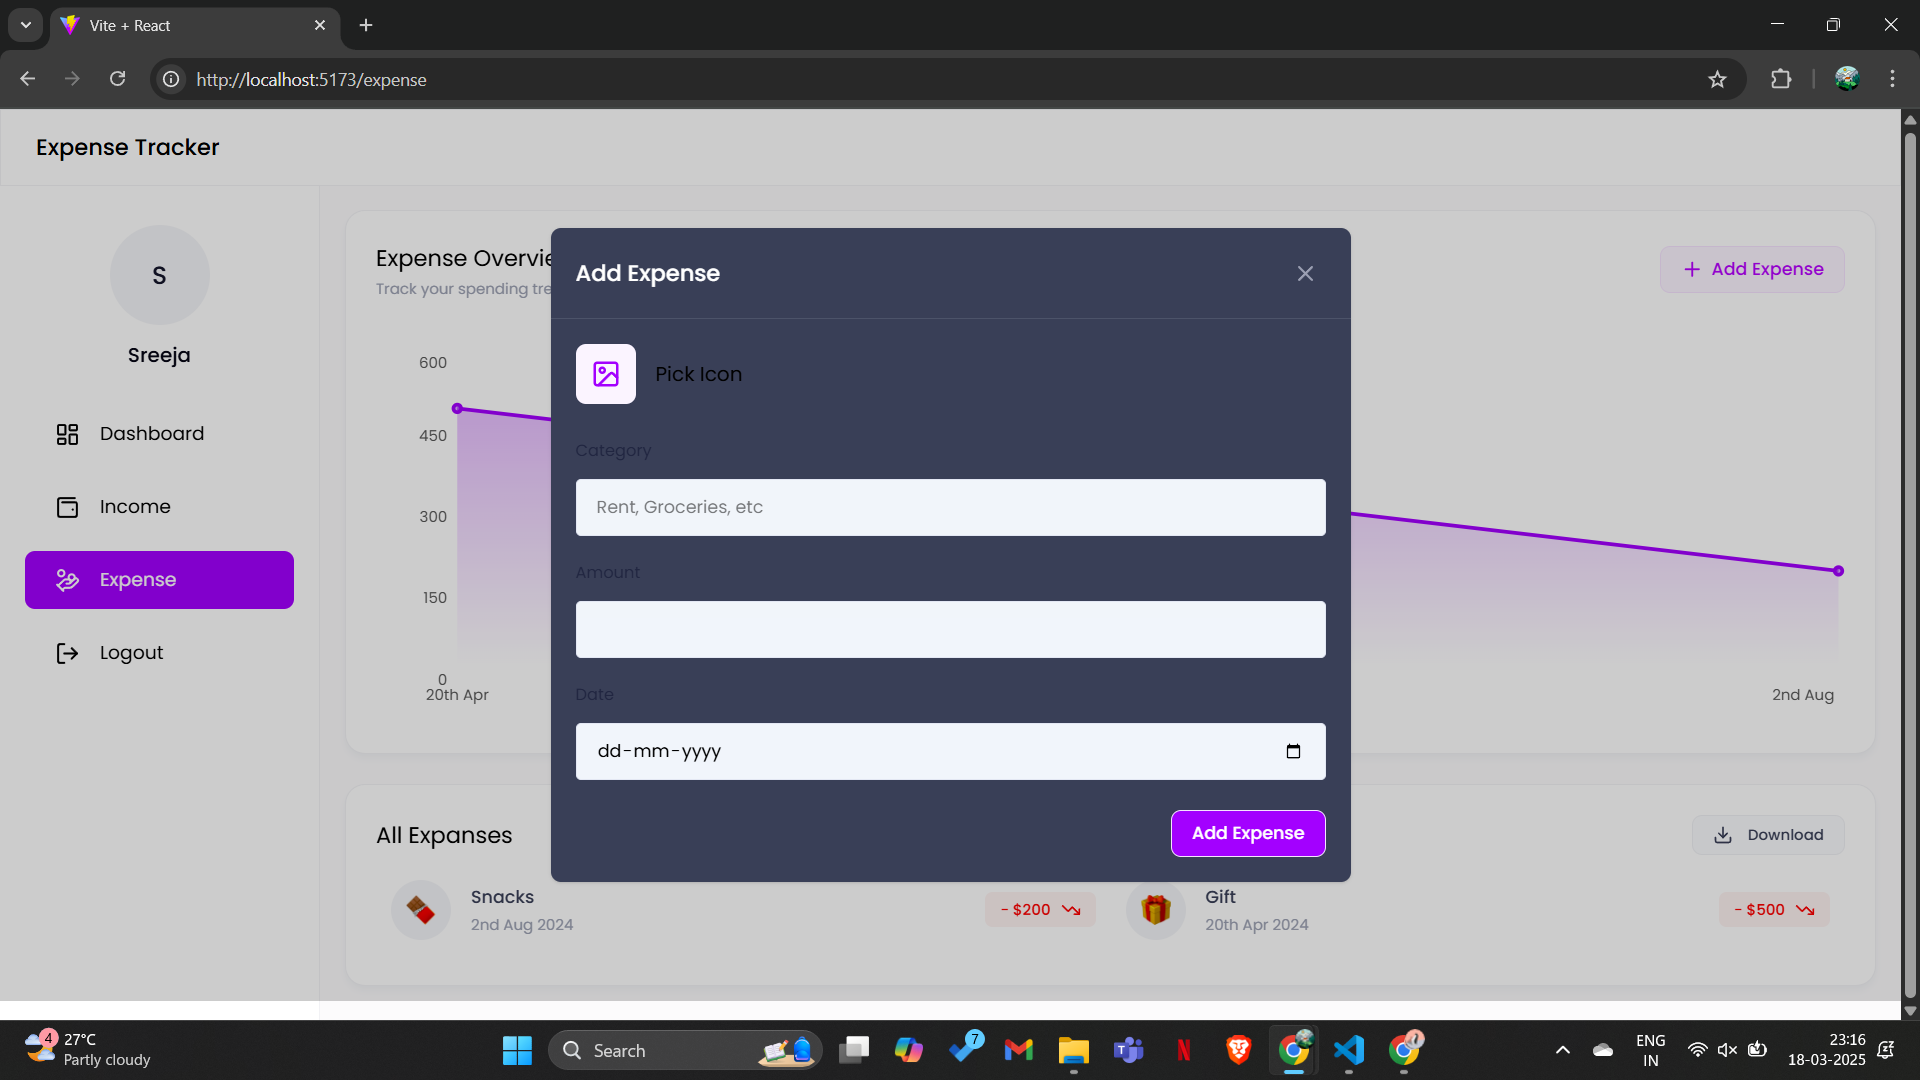 Vite + React
http://localhost:5173/expense
Expense Tracker
S
Sreeja
Dashboard
Income
Expense
Logout
Expense Overvie
Track your spending tre
+ Add Expense
600
450
300
150
0
20th Apr
2nd Aug
Add Expense
Pick Icon
Category
Rent, Groceries, etc
Amount
Date
dd-mm-yyyy
Add Expense
All Expanses
Download
Snacks
2nd Aug 2024
- $200
Gift
20th Apr 2024
- $500
4
27°C
Partly cloudy
Search
7
ENG
IN
23:16
18-03-2025